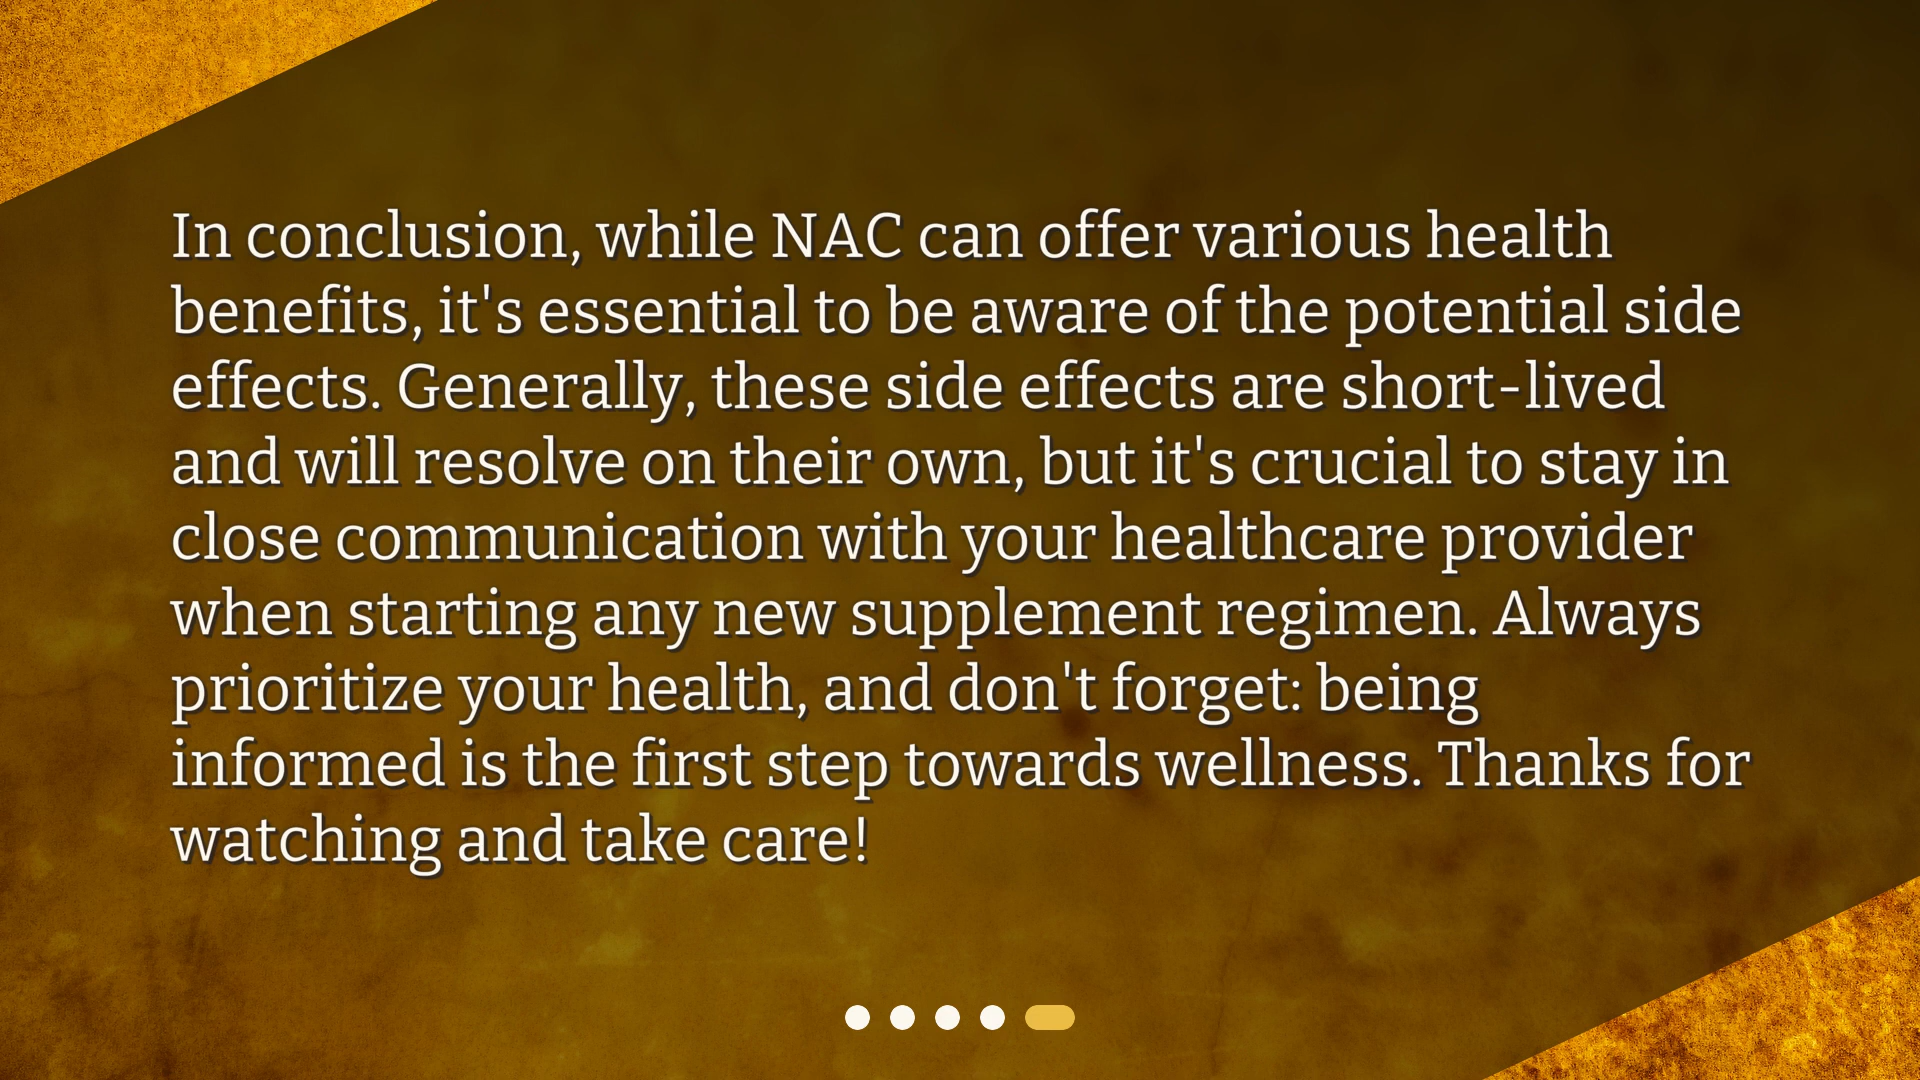 In conclusion, while NAC can offer various health
benefits, it's essential to be aware of the potential side
effects. Generally, these side effects are short-lived
and will resolve on their own, but it's crucial to stay in
close communication with your healthcare provider
when starting any new supplement regimen. Always
prioritize your health, and don't forget: being
informed is the first step towards wellness. Thanks for
watching and take care!